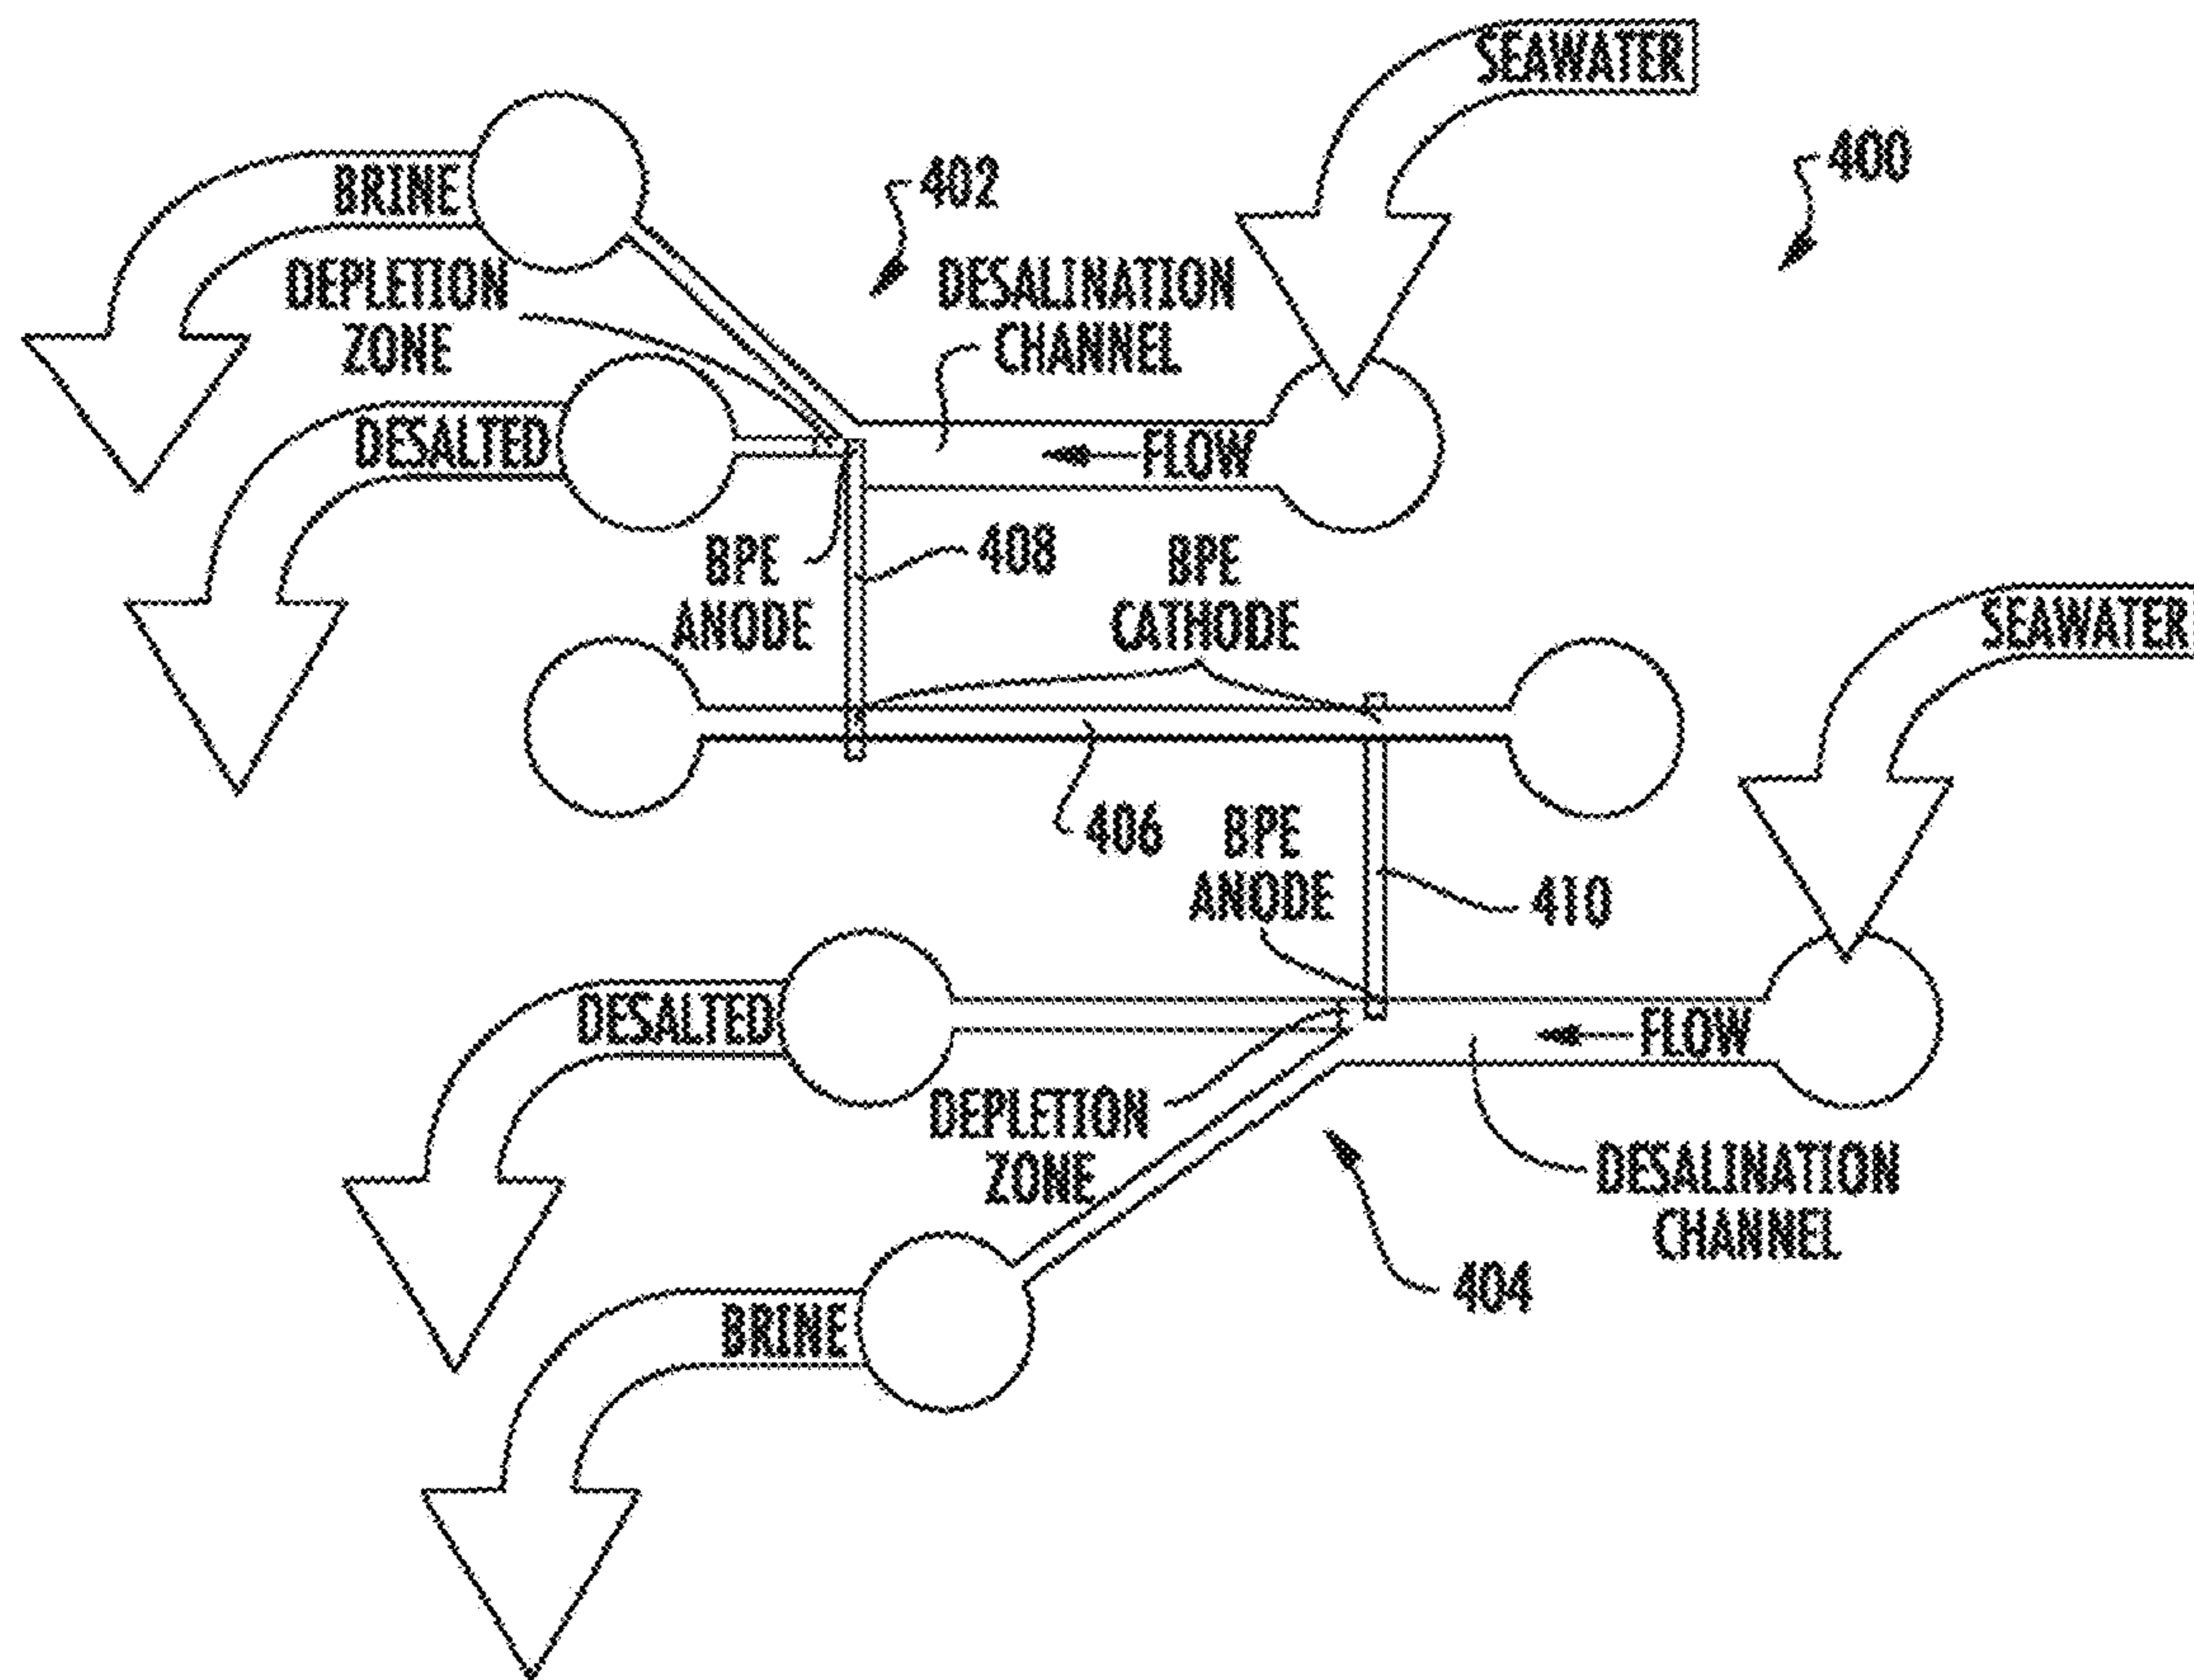 SEAWATER
400
402
BRINE
DEPLETION
ZONE
DESALINATION
CHANNEL
DESALTED
FLOW
BPE
ANODE
408
BPE
CATHODE
SEAWATER
406
BPE
ANODE
410
DESALTED
FLOW
DEPLETION
ZONE
DESALINATION
CHANNEL
404
BRINE